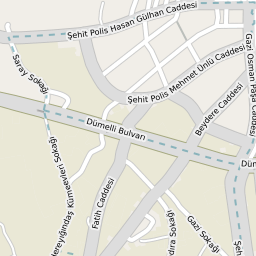 Şehit Polis Hasan Gülhan Caddesi
Saray Sokağı
Gazi Osman Paşa Caddesi
Şehit Polis Mehmet Ünlü Caddesi
Beydere Caddesi
Dümelli Bulvarı
Fatih Caddesi
Gazi Sokağı